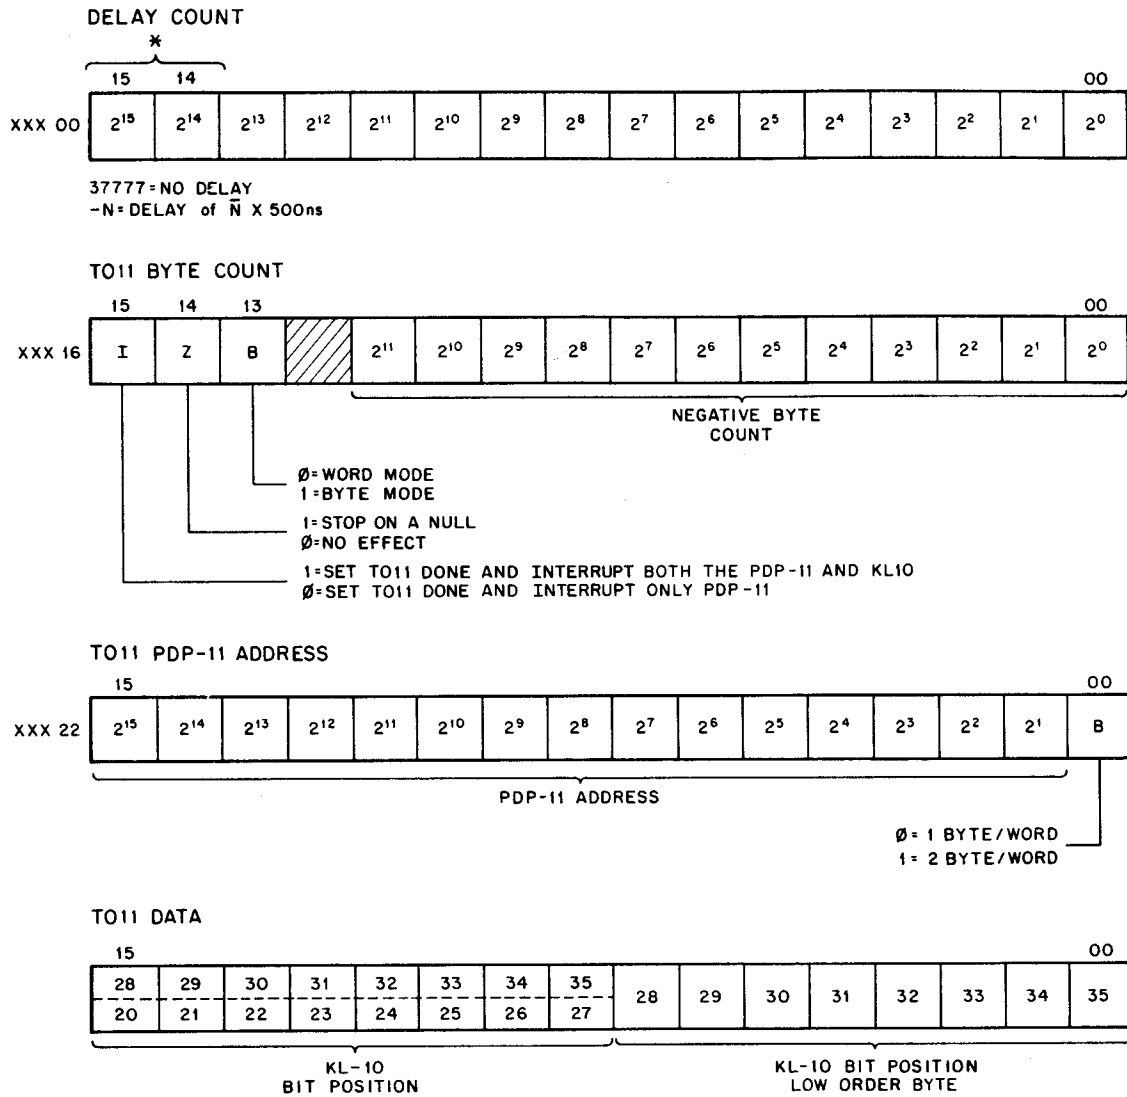 DELAY COUNT
*
15 14 00
XXX 00 2¹⁵ 2¹⁴ 2¹³ 2¹² 2¹¹ 2¹⁰ 2⁹ 2⁸ 2⁷ 2⁶ 2⁵ 2⁴ 2³ 2² 2¹ 2⁰
37777=NO DELAY
-N=DELAY of N̅ X 500ns
TO11 BYTE COUNT
15 14 13 00
XXX 16 I Z B 2¹¹ 2¹⁰ 2⁹ 2⁸ 2⁷ 2⁶ 2⁵ 2⁴ 2³ 2² 2¹ 2⁰
NEGATIVE BYTE
COUNT
Ø=WORD MODE
1=BYTE MODE
1=STOP ON A NULL
Ø=NO EFFECT
1=SET TO11 DONE AND INTERRUPT BOTH THE PDP-11 AND KL10
Ø=SET TO11 DONE AND INTERRUPT ONLY PDP-11
TO11 PDP-11 ADDRESS
15 00
XXX 22 2¹⁵ 2¹⁴ 2¹³ 2¹² 2¹¹ 2¹⁰ 2⁹ 2⁸ 2⁷ 2⁶ 2⁵ 2⁴ 2³ 2² 2¹ B
PDP-11 ADDRESS
Ø=1 BYTE/WORD
1=2 BYTE/WORD
TO11 DATA
15 00
28 29 30 31 32 33 34 35 28 29 30 31 32 33 34 35
20 21 22 23 24 25 26 27
KL-10
BIT POSITION
KL-10 BIT POSITION
LOW ORDER BYTE